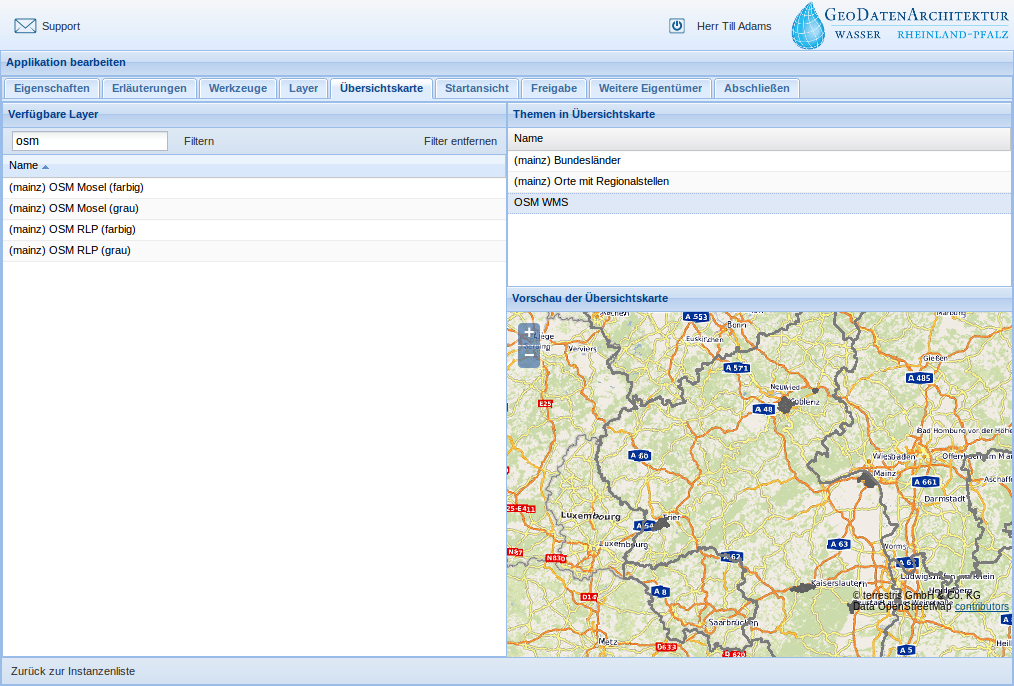 Support
Herr Till Adams
GeoDatenArchitektur
WASSER RHEINLAND-PFALZ
Applikation bearbeiten
Eigenschaften Erläuterungen Werkzeuge Layer Übersichtskarte Startansicht Freigabe Weitere Eigentümer Abschließen
Verfügbare Layer
osm Filtern Filter entfernen
Name
(mainz) OSM Mosel (farbig)
(mainz) OSM Mosel (grau)
(mainz) OSM RLP (farbig)
(mainz) OSM RLP (grau)
Themen in Übersichtskarte
Name
(mainz) Bundesländer
(mainz) Orte mit Regionalstellen
OSM WMS
Vorschau der Übersichtskarte
+
−
A 553
Bonn
Marburg
Verviers
Euskirchen
Gießen
A 571
A 485
Neuwied
E25
A 48
Koblenz
Bad Homburg vor der Höhe
A 60
Wiesbaden
Mainz
A 661
Darmstadt
Luxembourg
A 64
Trier
Luxembourg
A 63
Worms
N87
N830
A 62
Ludwigshafen am Rhein
Kaiserslautern
Heidelberg
D14
A 8
© terrestris GmbH & Co. KG
Data OpenStreetMap contributors
Saarbrücken
Metz
D633
A 5
Zurück zur Instanzenliste